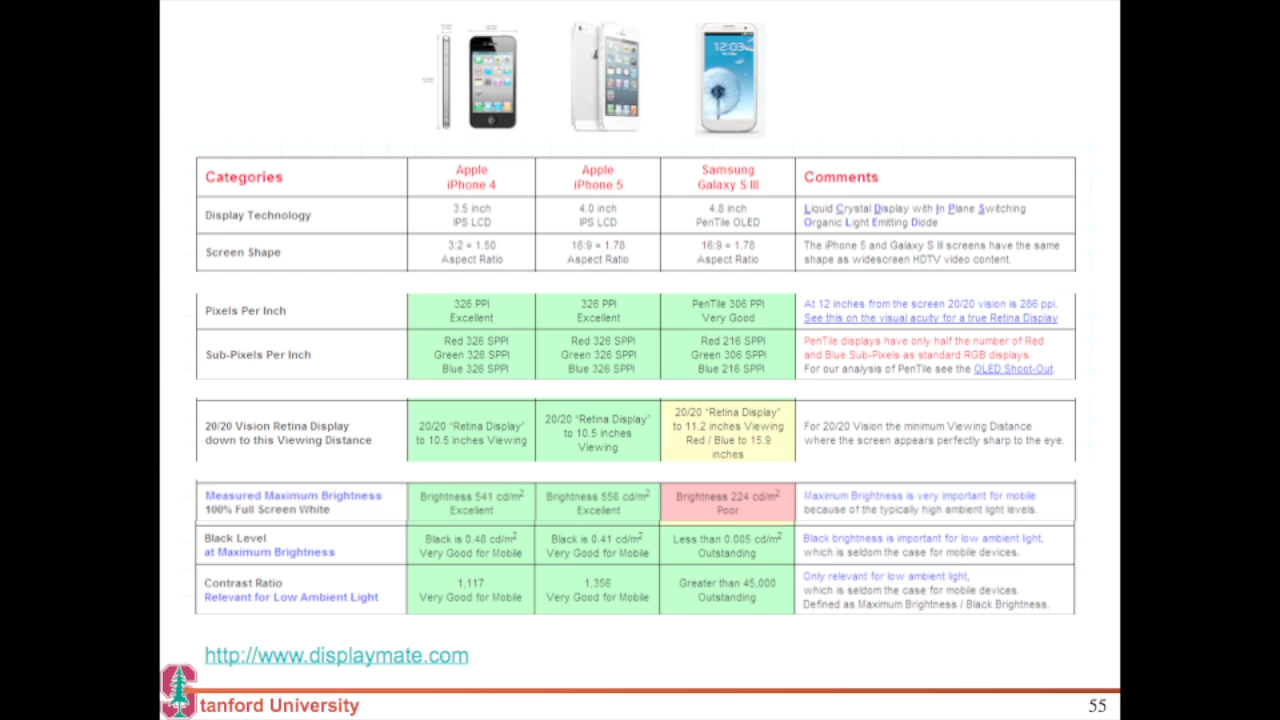 12:03
Categories
Apple
iPhone 4
Apple
iPhone 5
Samsung
Galaxy S III
Comments
Display Technology
3.5 inch
IPS LCD
4.0 inch
IPS LCD
4.8 inch
PenTile OLED
Liquid Crystal Display with In Plane Switching
Organic Light Emitting Diode
Screen Shape
3:2 = 1.50
Aspect Ratio
16:9 = 1.78
Aspect Ratio
16:9 = 1.78
Aspect Ratio
The iPhone 5 and Galaxy S III screens have the same
shape as widescreen HDTV video content.
Pixels Per Inch
326 PPI
Excellent
326 PPI
Excellent
PenTile 306 PPI
Very Good
At 12 inches from the screen 20/20 vision is 286 ppi.
See this on the visual acuity for a true Retina Display
Sub-Pixels Per Inch
Red 326 SPPI
Green 326 SPPI
Blue 326 SPPI
Red 326 SPPI
Green 326 SPPI
Blue 326 SPPI
Red 216 SPPI
Green 306 SPPI
Blue 216 SPPI
PenTile displays have only half the number of Red
and Blue Sub-Pixels as standard RGB displays.
For our analysis of PenTile see the OLED Shoot-Out.
20/20 Vision Retina Display
down to this Viewing Distance
20/20 "Retina Display"
to 10.5 inches Viewing
20/20 "Retina Display"
to 10.5 inches
Viewing
20/20 "Retina Display"
to 11.2 inches Viewing
Red / Blue to 15.9
inches
For 20/20 Vision the minimum Viewing Distance
where the screen appears perfectly sharp to the eye.
Measured Maximum Brightness
100% Full Screen White
Brightness 541 cd/m²
Excellent
Brightness 556 cd/m²
Excellent
Brightness 224 cd/m²
Poor
Maximum Brightness is very important for mobile
because of the typically high ambient light levels.
Black Level
at Maximum Brightness
Black is 0.48 cd/m²
Very Good for Mobile
Black is 0.41 cd/m²
Very Good for Mobile
Less than 0.005 cd/m²
Outstanding
Black brightness is important for low ambient light,
which is seldom the case for mobile devices.
Contrast Ratio
Relevant for Low Ambient Light
1,117
Very Good for Mobile
1,356
Very Good for Mobile
Greater than 45,000
Outstanding
Only relevant for low ambient light,
which is seldom the case for mobile devices.
Defined as Maximum Brightness / Black Brightness.
http://www.displaymate.com
Stanford University
55